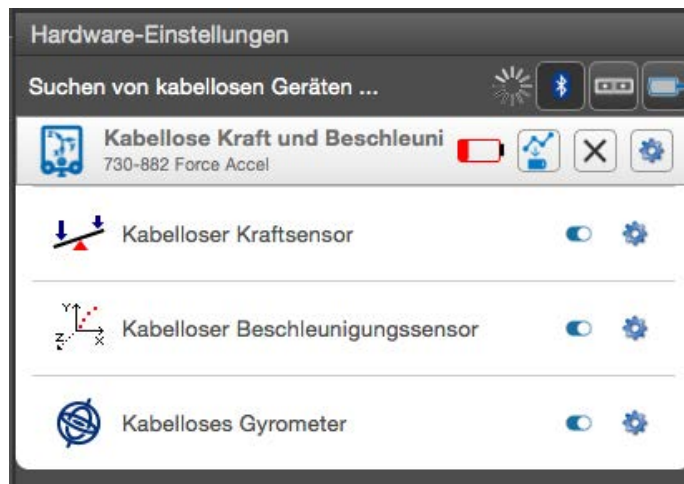 Hardware-Einstellungen
Suchen von kabellosen Geräten ...
Kabellose Kraft und Beschleuni
730-882 Force Accel
Kabelloser Kraftsensor
Y
Z
X
Kabelloser Beschleunigungssensor
Kabelloses Gyrometer